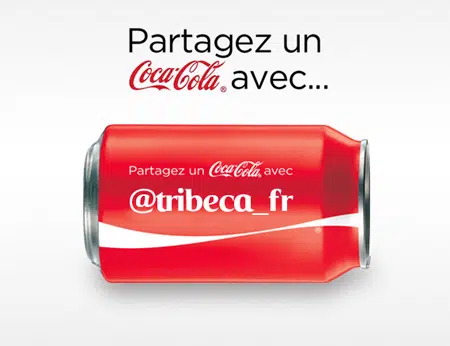 Partagez un
Coca-Cola® avec...
Partagez un Coca-Cola® avec
@tribeca_fr
®